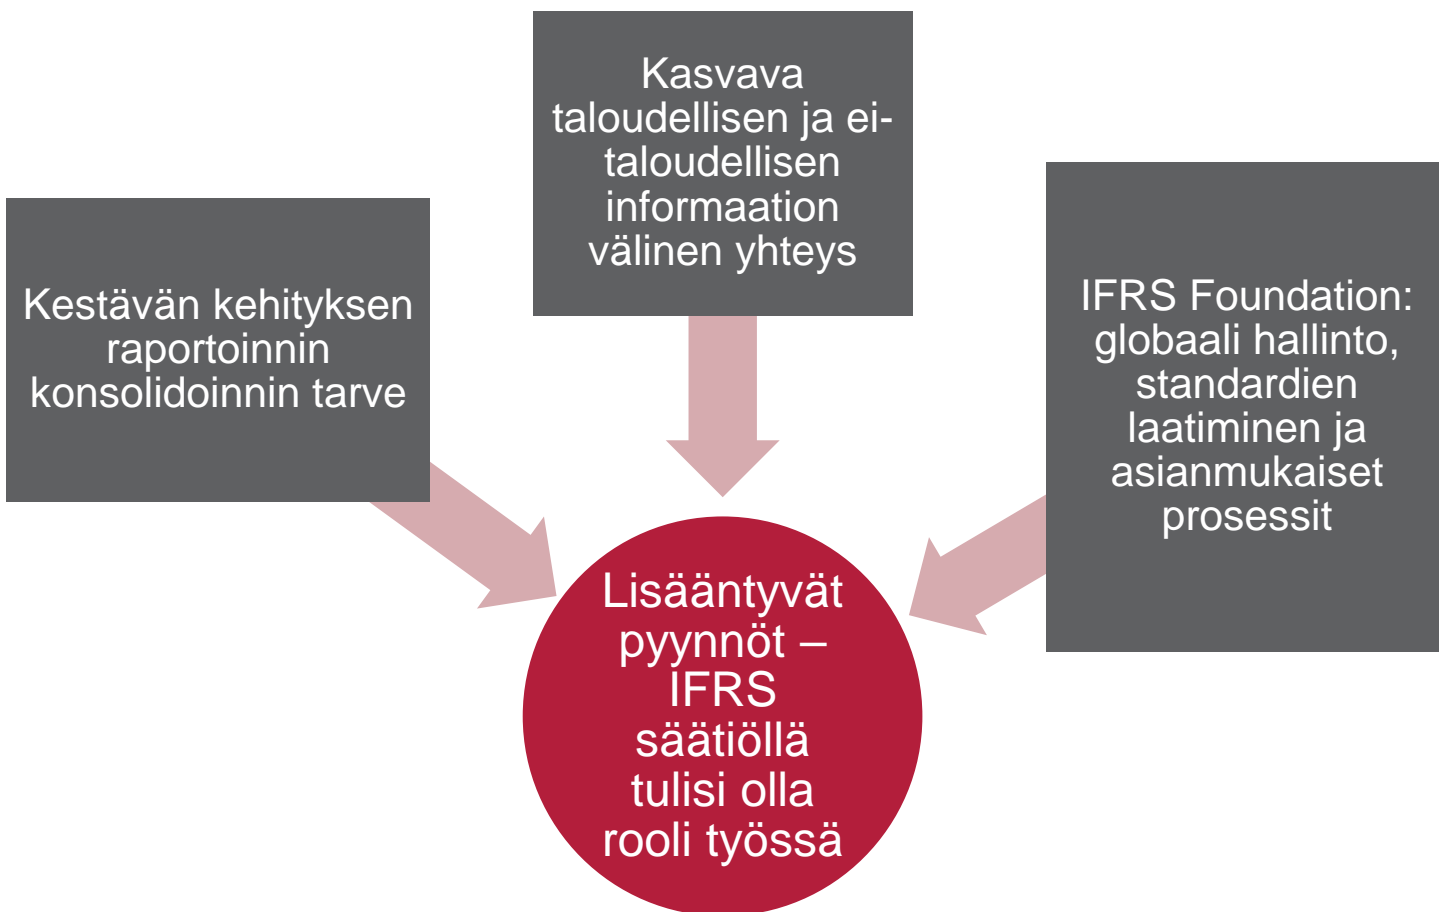 Kasvava
taloudellisen ja ei-
taloudellisen
informaation
välinen yhteys
Kestävän kehityksen
raportoinnin
konsolidoinnin tarve
IFRS Foundation:
globaali hallinto,
standardien
laatiminen ja
asianmukaiset
prosessit
Lisääntyvät
pyynnöt –
IFRS
säätiöllä
tulisi olla
rooli työssä